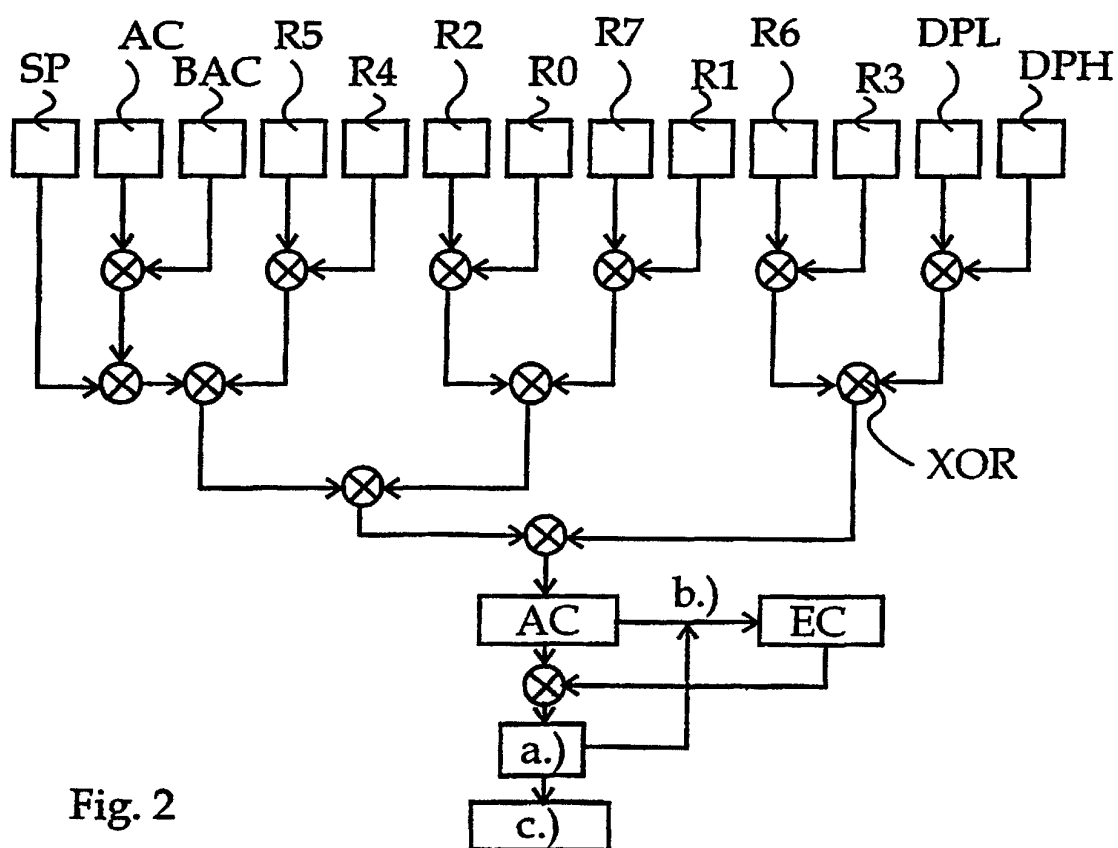 SP AC BAC R5 R4 R2 R0 R7 R1 R6 R3 DPL DPH
XOR
AC b.) EC
a.)
c.)
Fig. 2